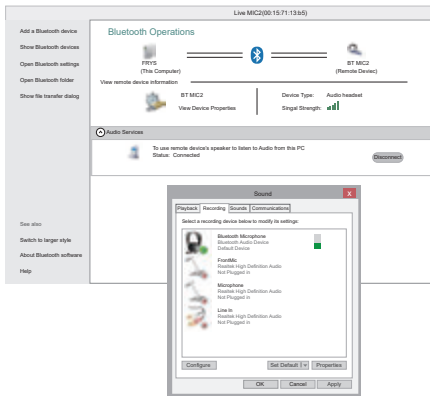 Live MIC2(00:15:71:13:b5)
Add a Bluetooth device
Show Bluetooth devices
Open Bluetooth settings
Open Bluetooth folder
Show file transfer dialog
Bluetooth Operations
FRYS
(This Computer)
BT MIC2
(Remote Deviec)
View remote device information
BT MIC2
View Device Properties
Device Type: Audio headset
Singal Strength:
Audio Services
To use remote device's speaker to listen to Audio from this PC
Status: Connected
Disconnect
See also
Switch to larger style
About Bluetooth software
Help
Sound
X
Playback Recording Sounds Communications
Select a recording device below to modify its settings:
Bluetooth Microphone
Bluetooth Audio Device
Default Device
FrontMic
Realtek High Definition Audio
Not Plugged in
Microphone
Realtek High Definition Audio
Not Plugged in
Line In
Realtek High Definition Audio
Not Plugged in
Configure Set Default Properties
OK Cancel Apply